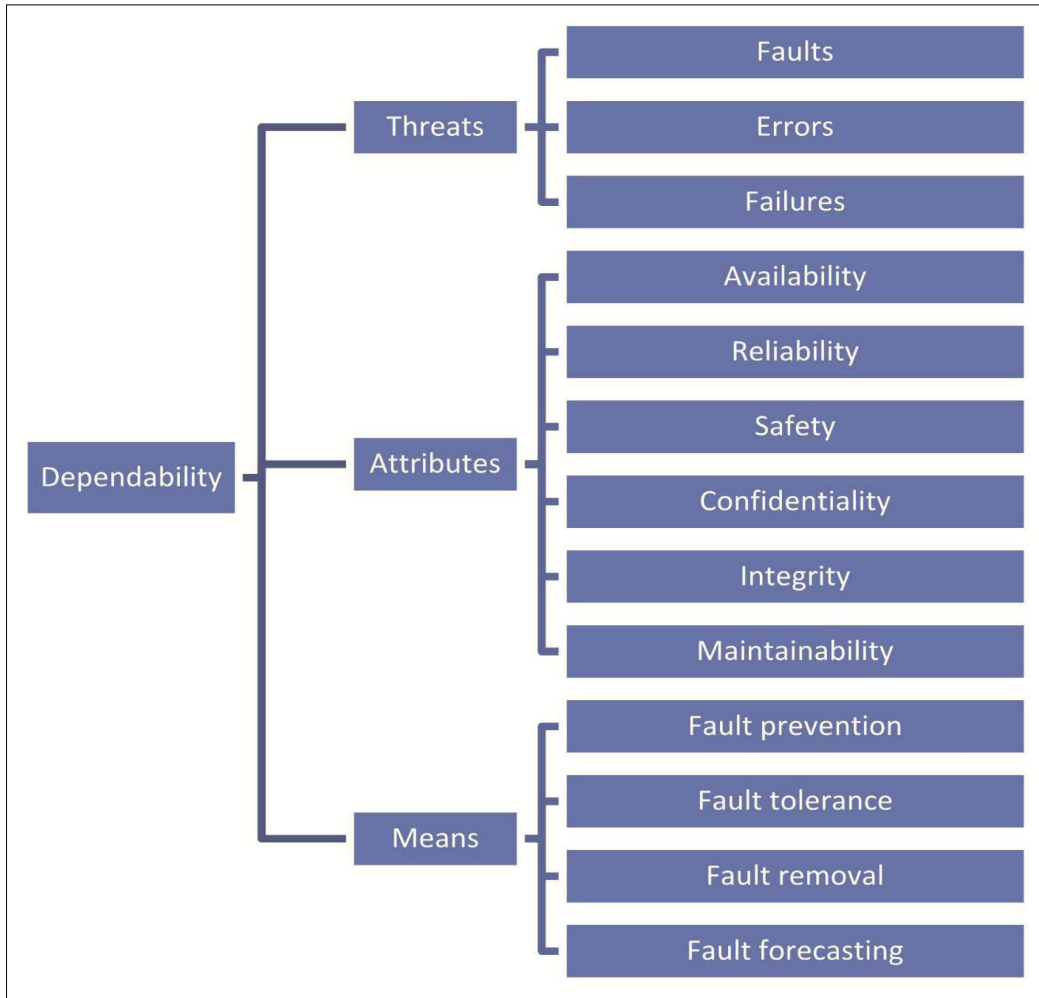 Dependability
Threats
Faults
Errors
Failures
Attributes
Availability
Reliability
Safety
Confidentiality
Integrity
Maintainability
Means
Fault prevention
Fault tolerance
Fault removal
Fault forecasting